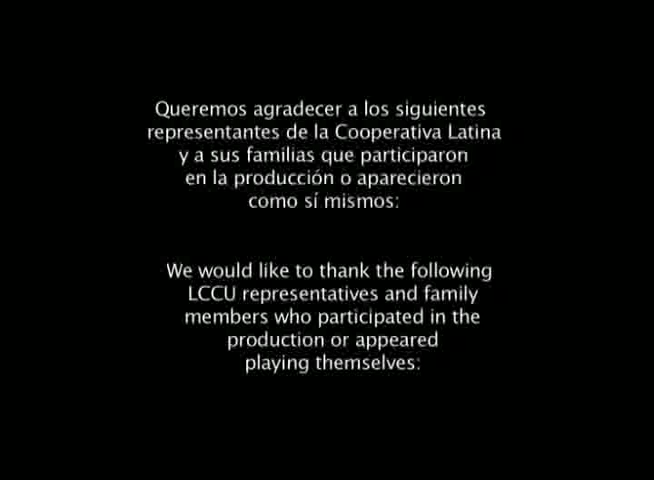 Queremos agradecer a los siguientes
representantes de la Cooperativa Latina
y a sus familias que participaron
en la producción o aparecieron
como sí mismos:
We would like to thank the following
LCCU representatives and family
members who participated in the
production or appeared
playing themselves: